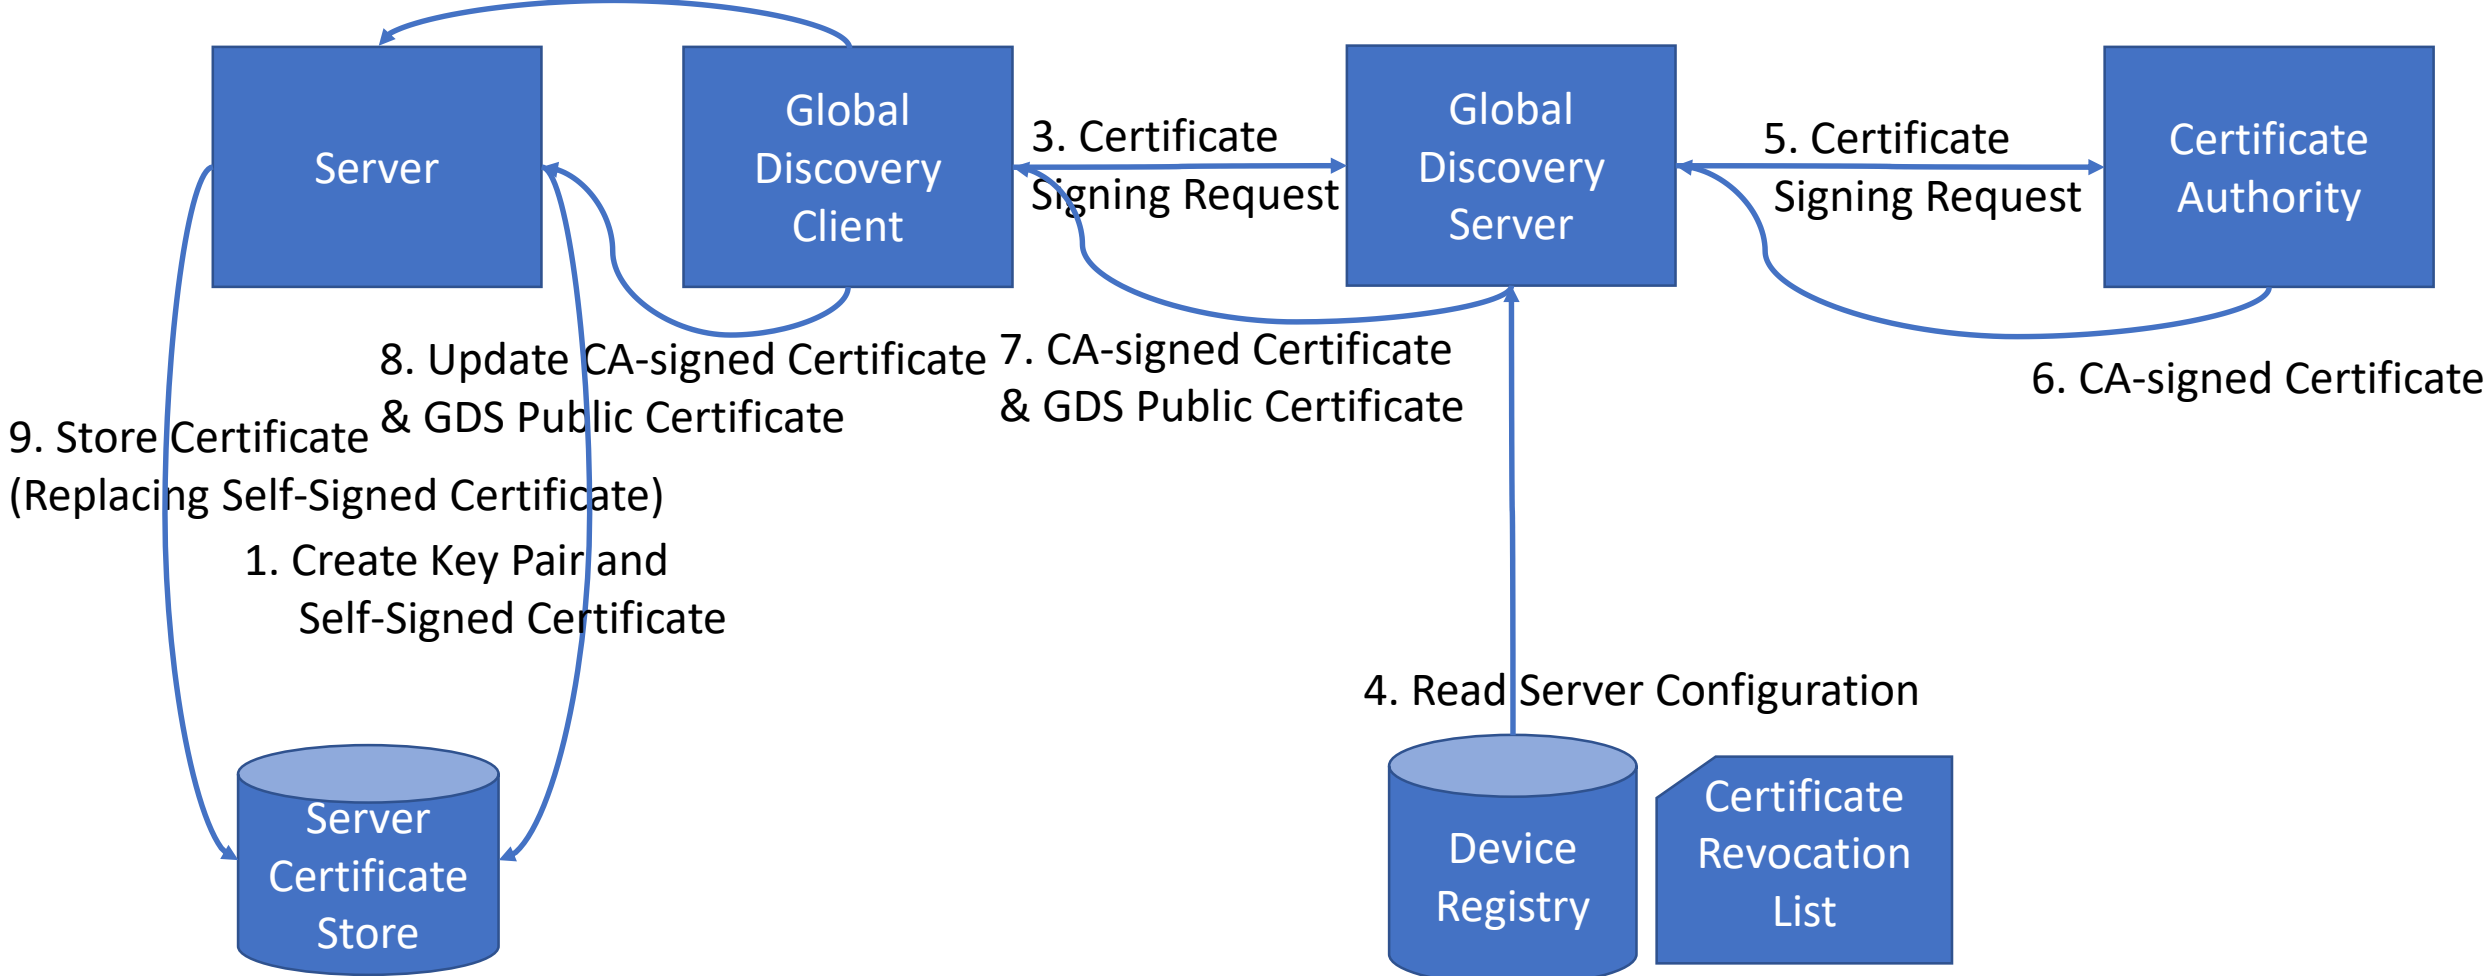 Server
Global
Discovery
Client
3. Certificate
Signing Request
Global
Discovery
Server
5. Certificate
Signing Request
Certificate
Authority
8. Update CA-signed Certificate
& GDS Public Certificate
7. CA-signed Certificate
& GDS Public Certificate
6. CA-signed Certificate
9. Store Certificate
(Replacing Self-Signed Certificate)
1. Create Key Pair and
Self-Signed Certificate
4. Read Server Configuration
Server
Certificate
Store
Device
Registry
Certificate
Revocation
List